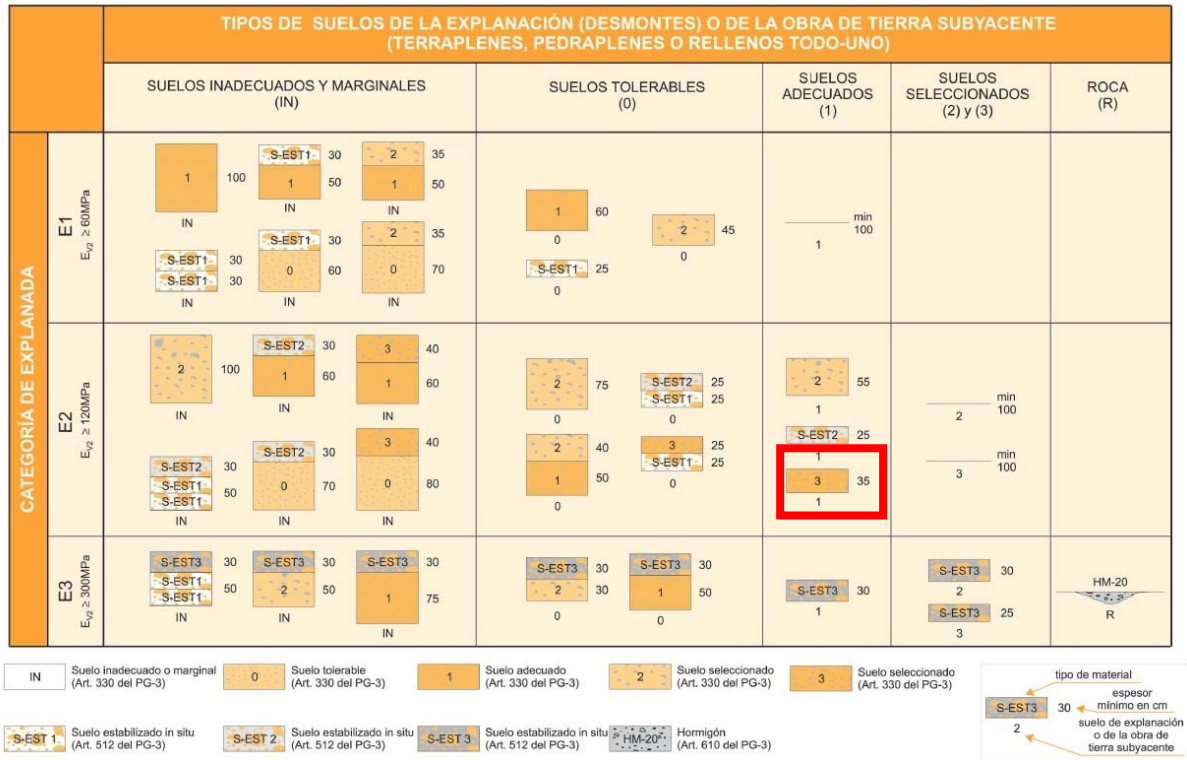 TIPOS DE SUELOS DE LA EXPLANACIÓN (DESMONTES) O DE LA OBRA DE TIERRA SUBYACENTE
(TERRAPLENES, PEDRAPLENES O RELLENOS TODO-UNO)
SUELOS INADECUADOS Y MARGINALES
(IN)
SUELOS TOLERABLES
(0)
SUELOS
ADECUADOS
(1)
SUELOS
SELECCIONADOS
(2) y (3)
ROCA
(R)
CATEGORÍA DE EXPLANADA
E1
EV2 ≥ 60MPa
1 100
IN
S-EST1 30
1 50
IN
2 35
1 50
IN
S-EST1 30
S-EST1 30
IN
S-EST1 30
0 60
IN
2 35
0 70
IN
1 60
0
2 45
0
S-EST1 25
0
min
100
1
E2
EV2 ≥ 120MPa
2 100
IN
S-EST2 30
1 60
IN
3 40
1 60
IN
S-EST2 30
S-EST1 50
S-EST1
IN
S-EST2 30
0 70
IN
3 40
0 80
IN
2 75
0
S-EST2 25
S-EST1 25
0
2 40
1 50
0
3 25
S-EST1 25
0
2 55
1
S-EST2 25
1
3 35
1
min
100
2
min
100
3
E3
EV2 ≥ 300MPa
S-EST3 30
S-EST1 50
S-EST1
IN
S-EST3 30
2 50
IN
S-EST3 30
1 75
IN
S-EST3 30
2 30
0
S-EST3 30
1 50
0
S-EST3 30
1
S-EST3 30
2
S-EST3 25
3
HM-20
R
IN Suelo inadecuado o marginal
(Art. 330 del PG-3)
0 Suelo tolerable
(Art. 330 del PG-3)
1 Suelo adecuado
(Art. 330 del PG-3)
2 Suelo seleccionado
(Art. 330 del PG-3)
3 Suelo seleccionado
(Art. 330 del PG-3)
S-EST 1 Suelo estabilizado in situ
(Art. 512 del PG-3)
S-EST 2 Suelo estabilizado in situ
(Art. 512 del PG-3)
S-EST 3 Suelo estabilizado in situ
(Art. 512 del PG-3)
HM-20 Hormigón
(Art. 610 del PG-3)
tipo de material
S-EST3 30
espesor
mínimo en cm
2
suelo de explanación
o de la obra de
tierra subyacente